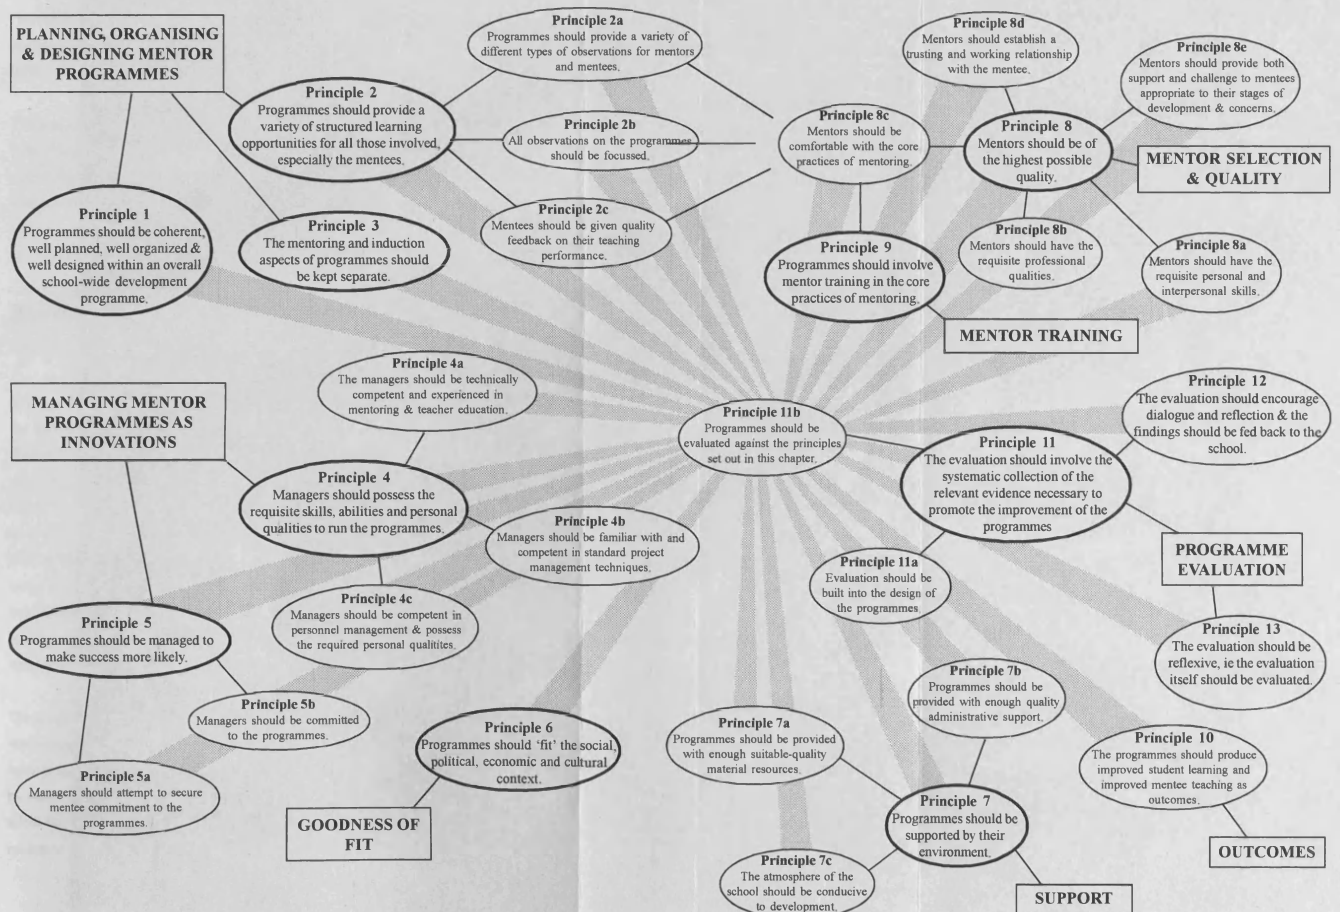 PLANNING, ORGANISING
& DESIGNING MENTOR
PROGRAMMES
Principle 2a
Programmes should provide a variety of
different types of observations for mentors
and mentees.
Principle 8d
Mentors should establish a
trusting and working relationship
with the mentee.
Principle 8e
Mentors should provide both
support and challenge to mentees
appropriate to their stages of
development & concerns.
Principle 2
Programmes should provide a
variety of structured learning
opportunities for all those involved,
especially the mentees.
Principle 2b
All observations on the programmes
should be focussed.
Principle 8c
Mentors should be
comfortable with the core
practices of mentoring.
Principle 8
Mentors should be of
the highest possible
quality.
MENTOR SELECTION
& QUALITY
Principle 1
Programmes should be coherent,
well planned, well organized &
well designed within an overall
school-wide development
programme.
Principle 3
The mentoring and induction
aspects of programmes should
be kept separate.
Principle 2c
Mentees should be given quality
feedback on their teaching
performance.
Principle 9
Programmes should involve
mentor training in the core
practices of mentoring.
Principle 8b
Mentors should have the
requisite professional
qualities.
Principle 8a
Mentors should have the
requisite personal and
interpersonal skills.
MENTOR TRAINING
Principle 4a
The managers should be technically
competent and experienced in
mentoring & teacher education.
MANAGING MENTOR
PROGRAMMES AS
INNOVATIONS
Principle 11b
Programmes should be
evaluated against the principles
set out in this chapter.
Principle 12
The evaluation should encourage
dialogue and reflection & the
findings should be fed back to the
school.
Principle 4
Managers should possess the
requisite skills, abilities and personal
qualities to run the programmes.
Principle 11
The evaluation should involve the
systematic collection of the
relevant evidence necessary to
promote the improvement of the
programmes
Principle 4b
Managers should be familiar with and
competent in standard project
management techniques.
Principle 11a
Evaluation should be
built into the design of
the programmes
PROGRAMME
EVALUATION
Principle 4c
Managers should be competent in
personnel management & possess
the required personal qualitites.
Principle 5
Programmes should be managed to
make success more likely.
Principle 13
The evaluation should be
reflexive, ie the evaluation
itself should be evaluated.
Principle 5b
Managers should be committed
to the programmes.
Principle 7b
Programmes should be
provided with enough quality
administrative support.
Principle 6
Programmes should 'fit' the social,
political, economic and cultural
context.
Principle 7a
Programmes should be provided
with enough suitable-quality
material resources.
Principle 10
The programmes should produce
improved student learning and
improved mentee teaching as
outcomes.
Principle 5a
Managers should attempt to secure
mentee commitment to the
programmes.
GOODNESS OF
FIT
Principle 7
Programmes should be
supported by their
environment.
OUTCOMES
Principle 7c
The atmosphere of the
school should be conducive
to development.
SUPPORT